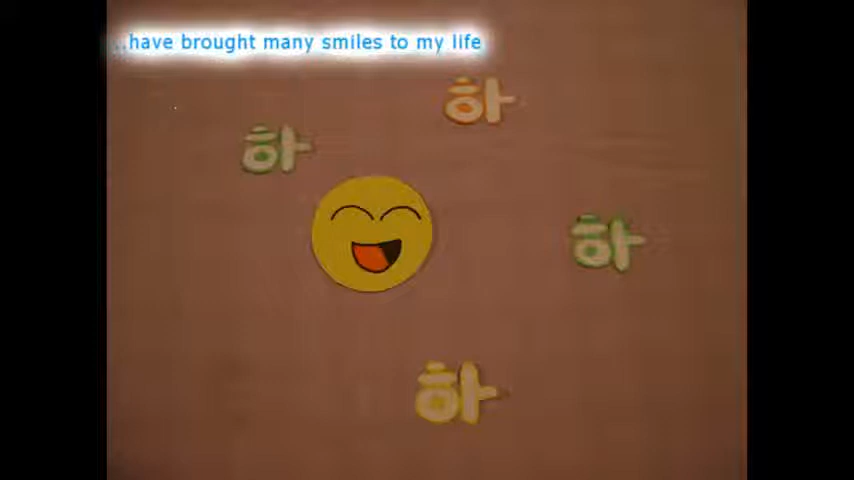 ...have brought many smiles to my life
하
하
하
하